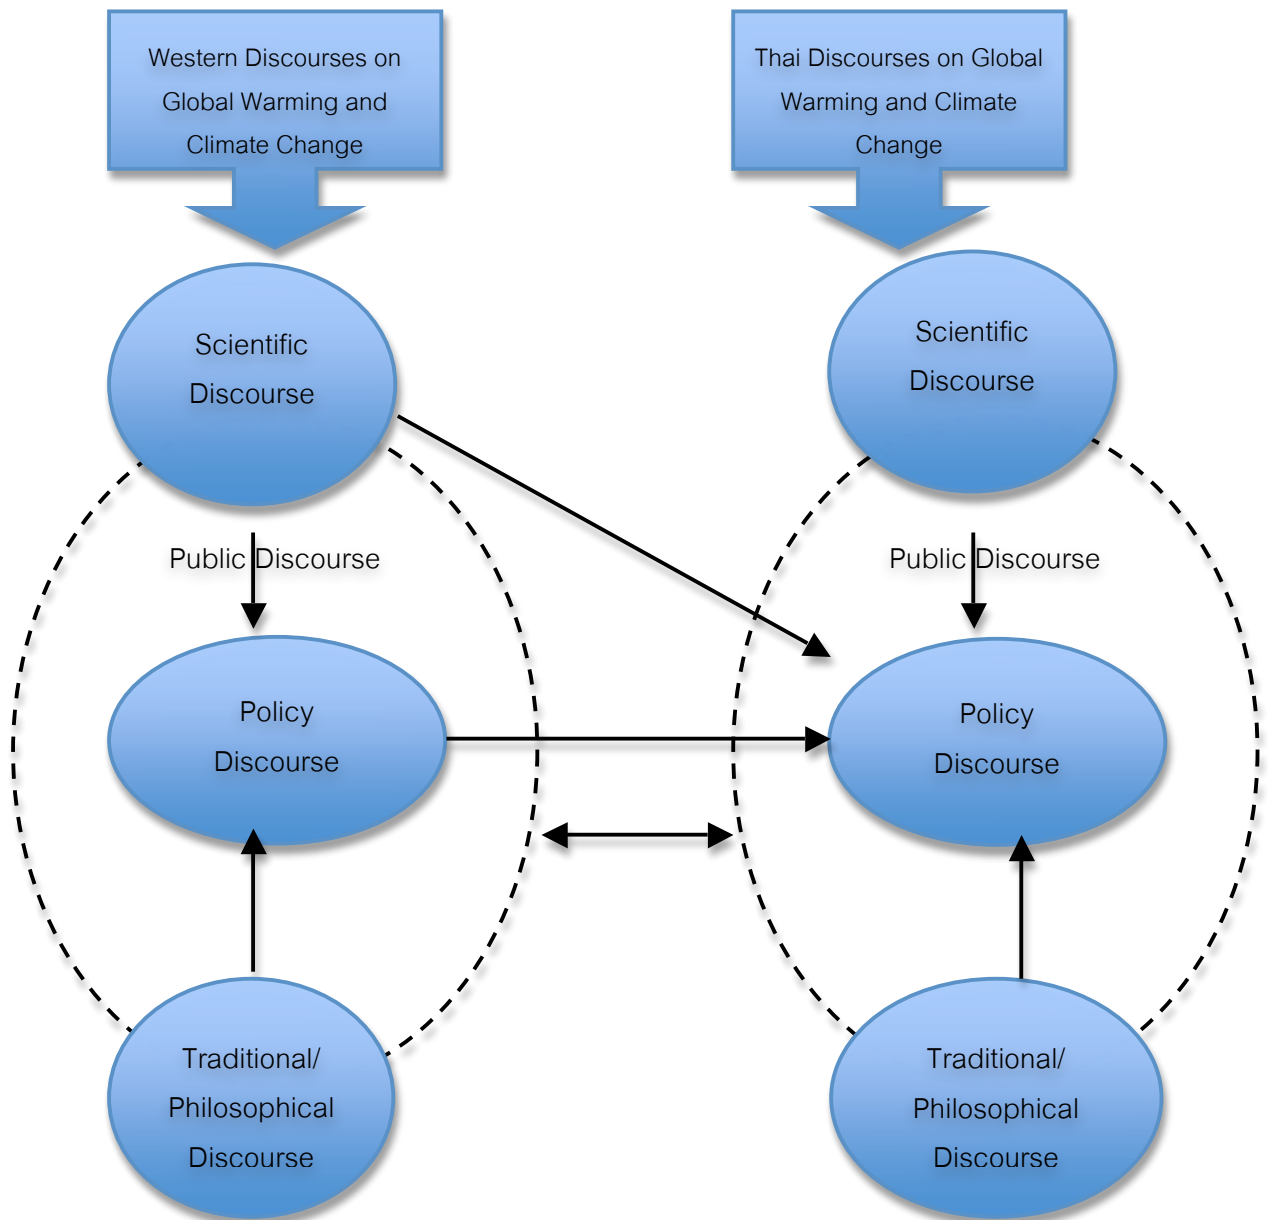 Western Discourses on
Global Warming and
Climate Change
Thai Discourses on Global
Warming and Climate
Change
Scientific
Discourse
Scientific
Discourse
Public Discourse
Public Discourse
Policy
Discourse
Policy
Discourse
Traditional/
Philosophical
Discourse
Traditional/
Philosophical
Discourse